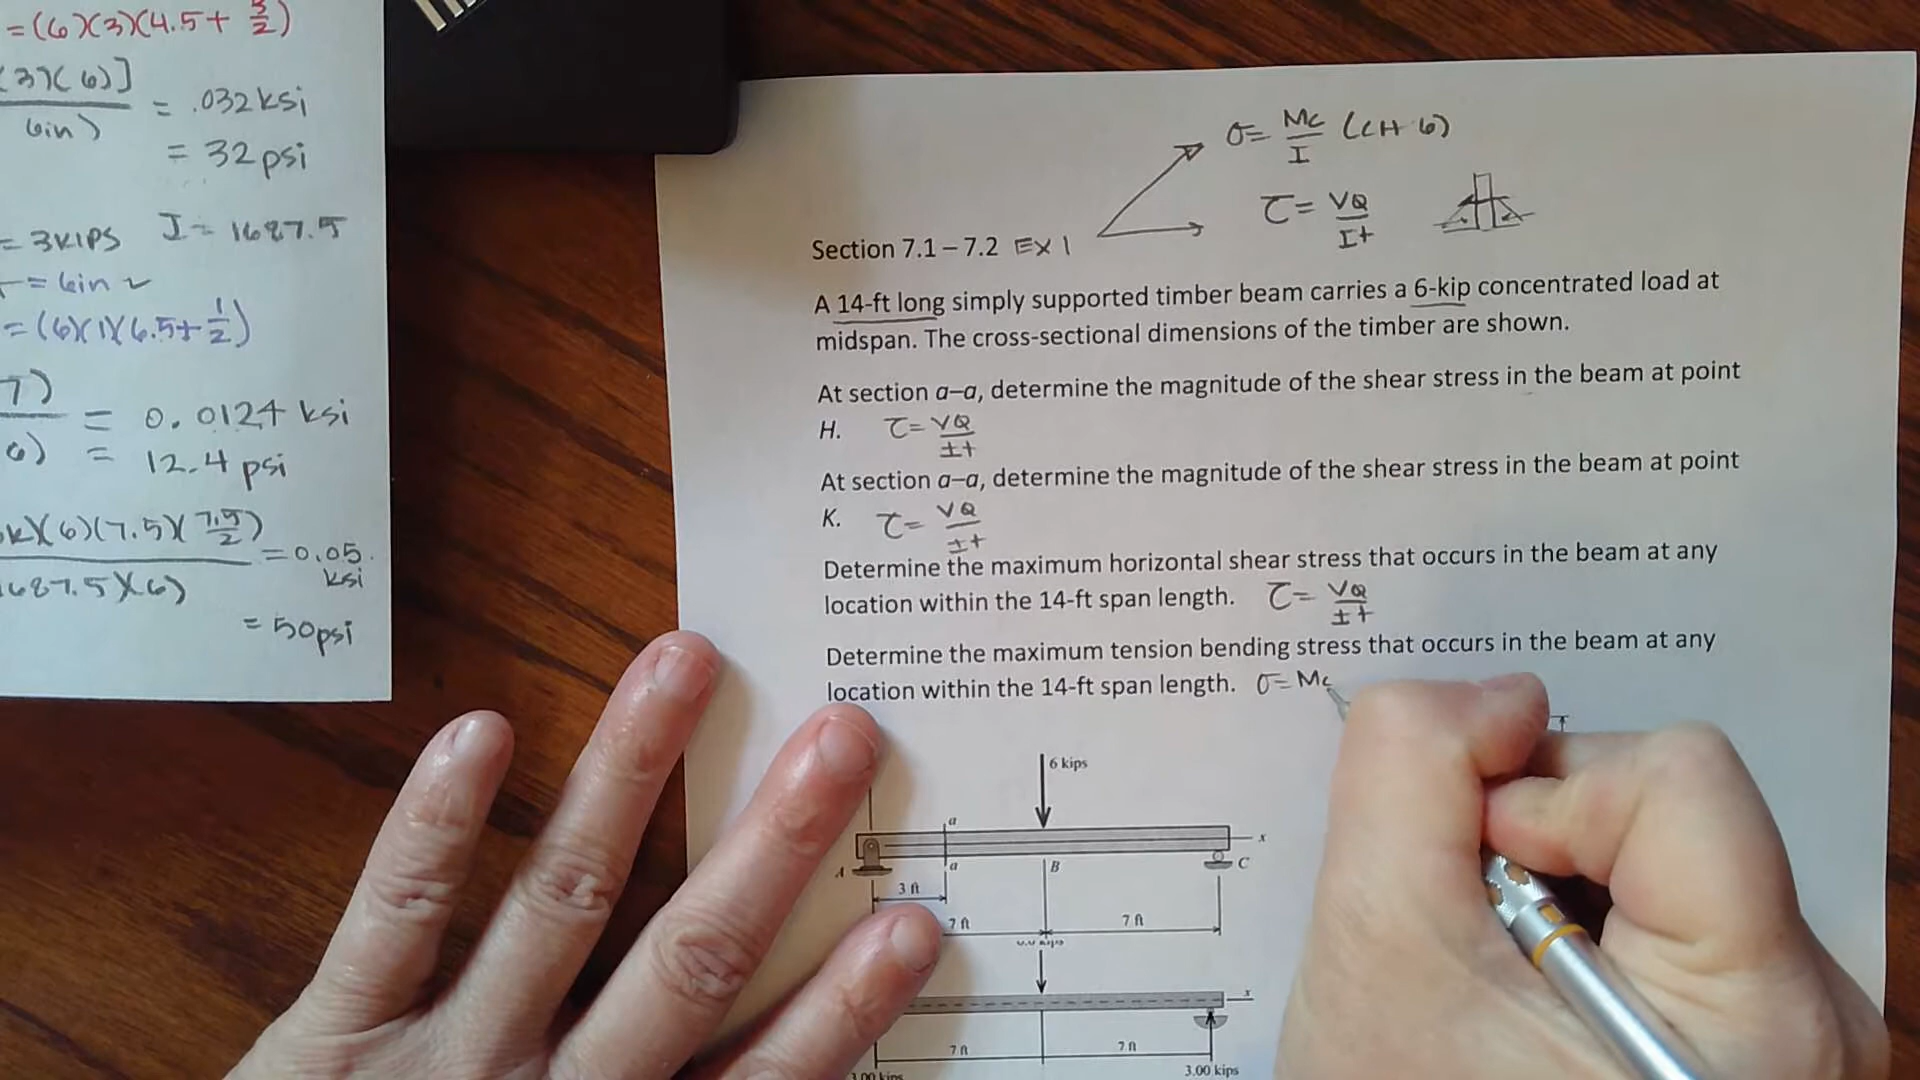 = (6)(3)(4.5 + 3/2)
(3)(6)]
6in)
= .032 ksi
= 32 psi
= 3KIPS I = 1687.5
= 6in
= (6)(1)(6.5 + 1/2)
7)
6)
= 0.0124 ksi
= 12.4 psi
k)(6)(7.5)(7.5/2)
687.5)(6)
= 0.05 ksi
= 50psi
σ = Mc/I (CH 6)
τ = VQ/It
Section 7.1 – 7.2 EX 1
A 14-ft long simply supported timber beam carries a 6-kip concentrated load at
midspan. The cross-sectional dimensions of the timber are shown.
At section a–a, determine the magnitude of the shear stress in the beam at point
H. τ = VQ/It
At section a–a, determine the magnitude of the shear stress in the beam at point
K. τ = VQ/It
Determine the maximum horizontal shear stress that occurs in the beam at any
location within the 14-ft span length. τ = VQ/It
Determine the maximum tension bending stress that occurs in the beam at any
location within the 14-ft span length. σ = Mc
6 kips
a
x
A
a
B
C
3 ft
7 ft
7 ft
x
7 ft
7 ft
3.00 kips
3.00 kips